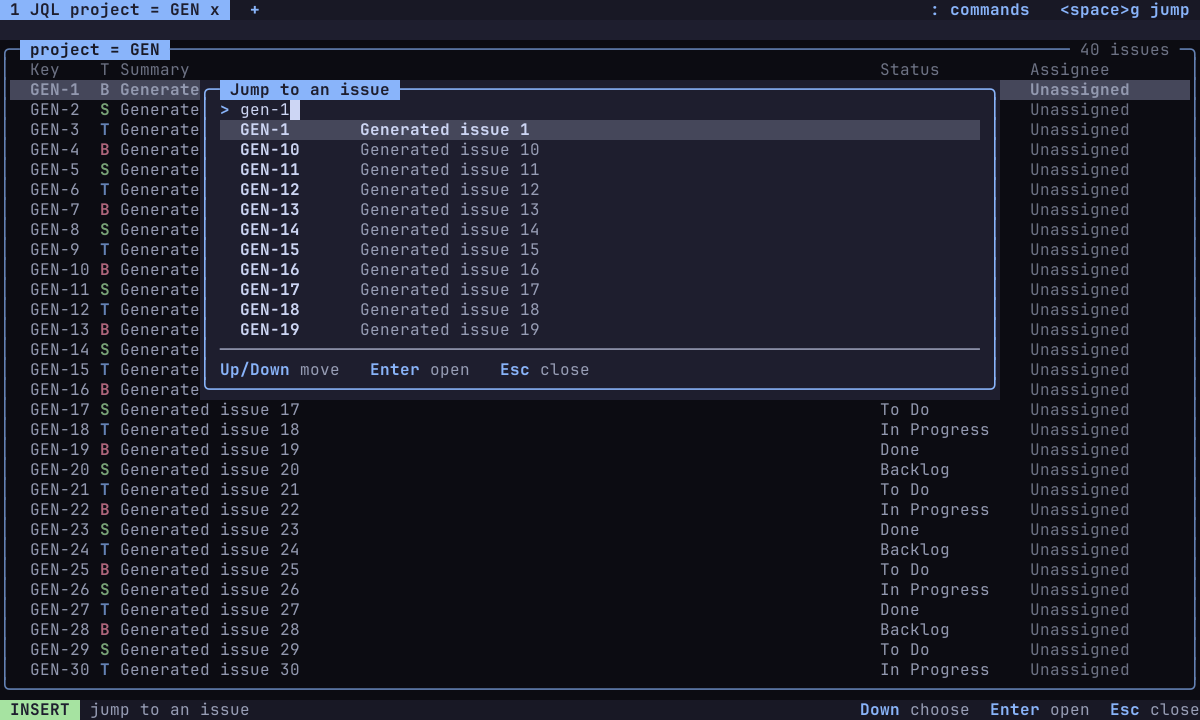 1 JQL project = GEN x + : commands <space>g jump
project = GEN 40 issues
Key T Summary Status Assignee
GEN-1 B Generate Unassigned
Jump to an issue
GEN-2 S Generate > gen-1 Unassigned
GEN-3 T Generate GEN-1 Generated issue 1 Unassigned
GEN-4 B Generate GEN-10 Generated issue 10 Unassigned
GEN-5 S Generate GEN-11 Generated issue 11 Unassigned
GEN-6 T Generate GEN-12 Generated issue 12 Unassigned
GEN-7 B Generate GEN-13 Generated issue 13 Unassigned
GEN-8 S Generate GEN-14 Generated issue 14 Unassigned
GEN-9 T Generate GEN-15 Generated issue 15 Unassigned
GEN-10 B Generate GEN-16 Generated issue 16 Unassigned
GEN-11 S Generate GEN-17 Generated issue 17 Unassigned
GEN-12 T Generate GEN-18 Generated issue 18 Unassigned
GEN-13 B Generate GEN-19 Generated issue 19 Unassigned
GEN-14 S Generate Unassigned
GEN-15 T Generate Up/Down move Enter open Esc close Unassigned
GEN-16 B Generate Unassigned
GEN-17 S Generated issue 17 To Do Unassigned
GEN-18 T Generated issue 18 In Progress Unassigned
GEN-19 B Generated issue 19 Done Unassigned
GEN-20 S Generated issue 20 Backlog Unassigned
GEN-21 T Generated issue 21 To Do Unassigned
GEN-22 B Generated issue 22 In Progress Unassigned
GEN-23 S Generated issue 23 Done Unassigned
GEN-24 T Generated issue 24 Backlog Unassigned
GEN-25 B Generated issue 25 To Do Unassigned
GEN-26 S Generated issue 26 In Progress Unassigned
GEN-27 T Generated issue 27 Done Unassigned
GEN-28 B Generated issue 28 Backlog Unassigned
GEN-29 S Generated issue 29 To Do Unassigned
GEN-30 T Generated issue 30 In Progress Unassigned
INSERT jump to an issue Down choose Enter open Esc close